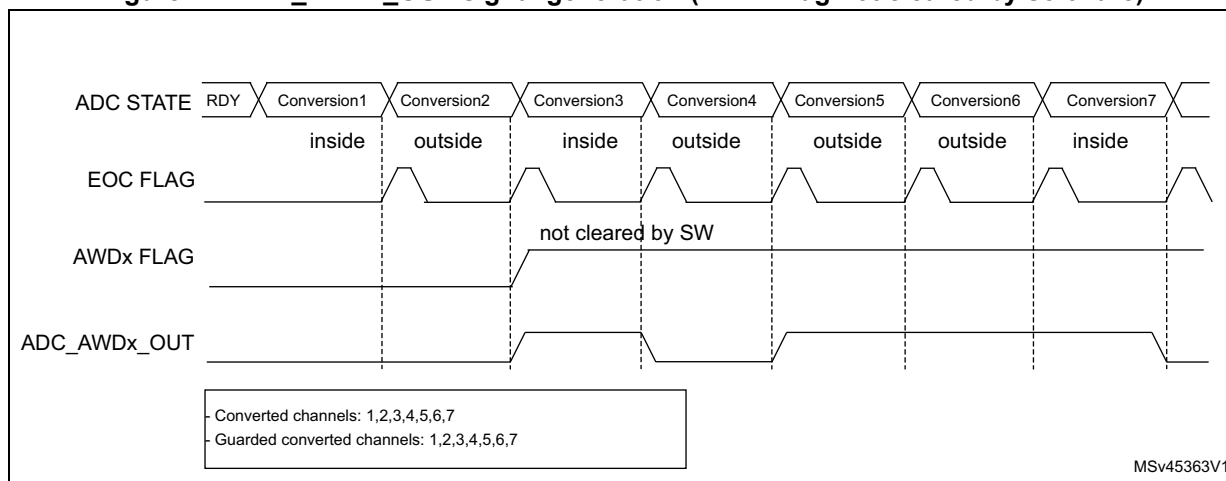 ADC STATE RDY Conversion1 Conversion2 Conversion3 Conversion4 Conversion5 Conversion6 Conversion7
inside outside inside outside outside outside inside
EOC FLAG
not cleared by SW
AWDx FLAG
ADC_AWDx_OUT
- Converted channels: 1,2,3,4,5,6,7
- Guarded converted channels: 1,2,3,4,5,6,7
MSv45363V1